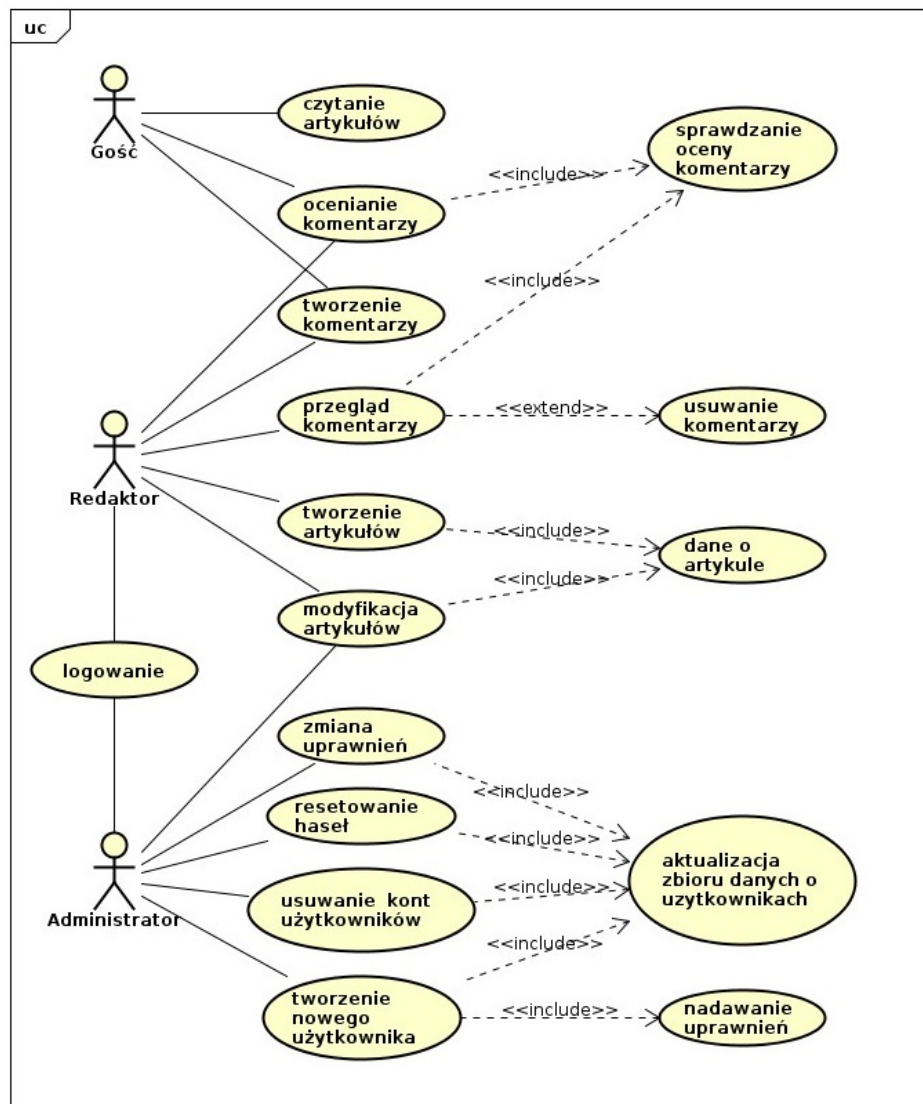 uc
Gość
czytanie
artykułów
sprawdzanie
oceny
komentarzy
<<include>>
ocenianie
komentarzy
<<include>>
tworzenie
komentarzy
Redaktor
przegląd
komentarzy
<<extend>>
usuwanie
komentarzy
tworzenie
artykułów
<<include>>
dane o
artykule
<<include>>
modyfikacja
artykułów
logowanie
zmiana
uprawnień
<<include>>
resetowanie
haseł
<<include>>
Administrator
usuwanie kont
użytkowników
<<include>>
aktualizacja
zbioru danych o
uzytkownikach
<<include>>
tworzenie
nowego
użytkownika
<<include>>
nadawanie
uprawnień